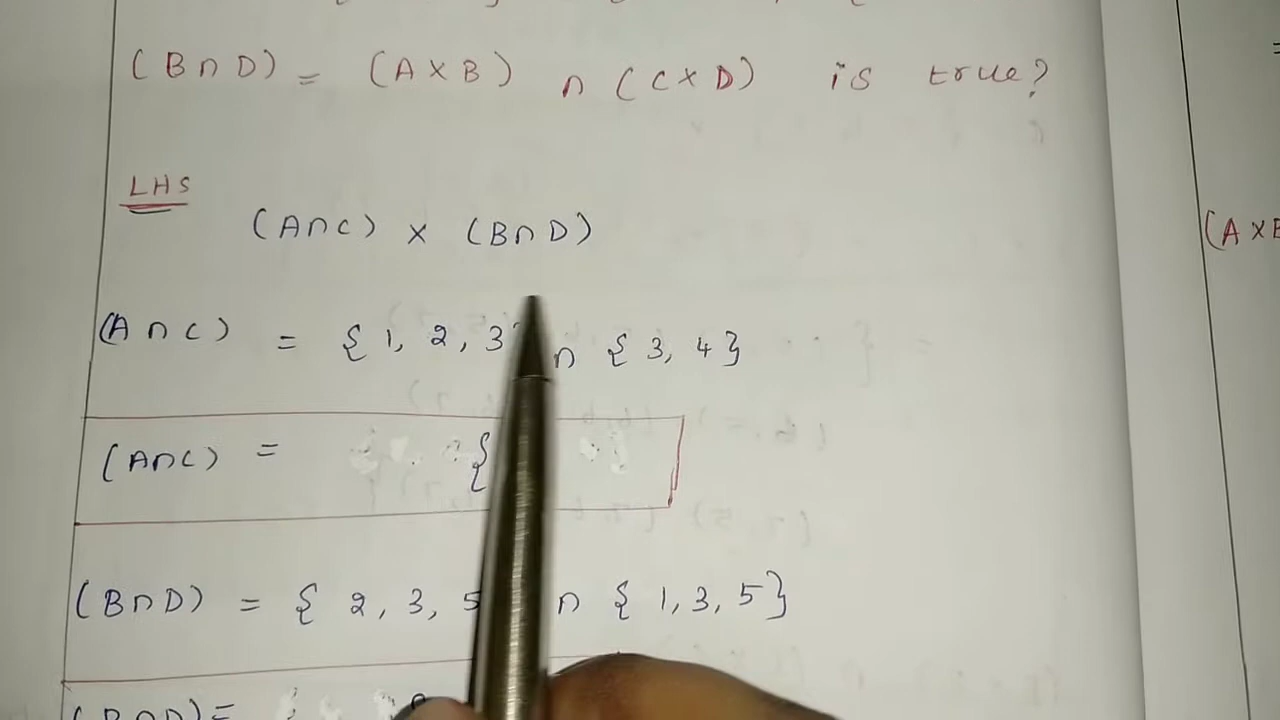 (B∩D) = (A×B) ∩ (C×D) is true?
LHS
(A∩C) × (B∩D)
(A∩C) = {1, 2, 3 ∩ {3, 4}
(A∩C) = {
(B∩D) = {2, 3, 5 ∩ {1, 3, 5}
(B∩D) =
(A×B